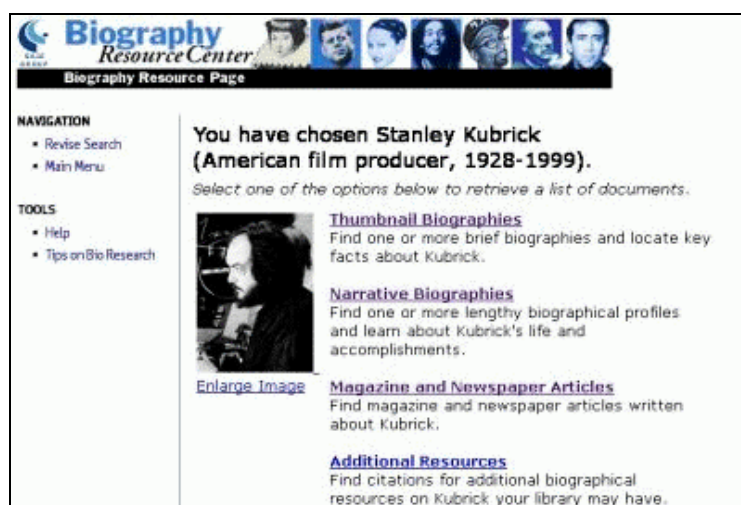 Biography
Resource Center
Biography Resource Page
NAVIGATION
Revise Search
Main Menu
TOOLS
Help
Tips on Bio Research
You have chosen Stanley Kubrick
(American film producer, 1928-1999).
Select one of the options below to retrieve a list of documents.
Enlarge Image
Thumbnail Biographies
Find one or more brief biographies and locate key
facts about Kubrick.
Narrative Biographies
Find one or more lengthy biographical profiles
and learn about Kubrick's life and
accomplishments.
Magazine and Newspaper Articles
Find magazine and newspaper articles written
about Kubrick.
Additional Resources
Find citations for additional biographical
resources on Kubrick your library may have.